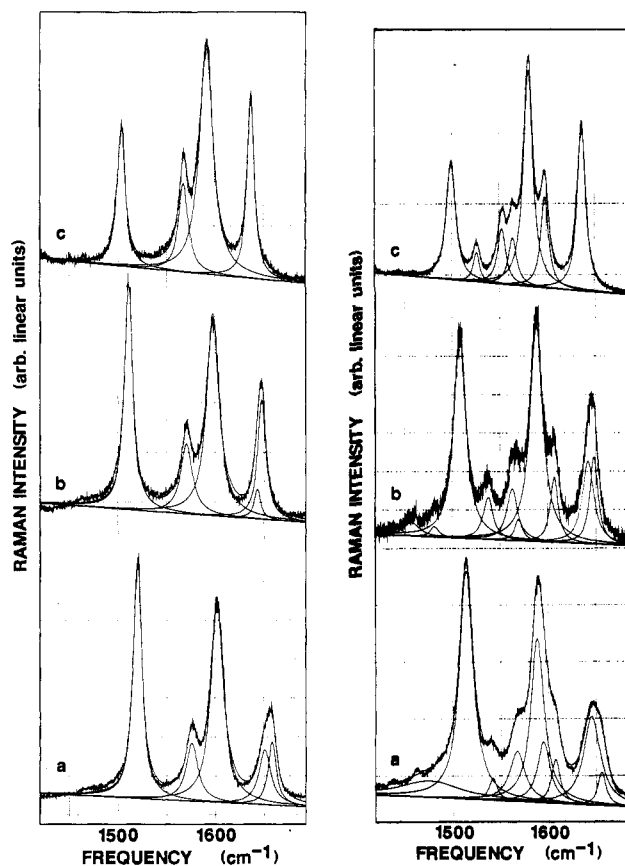 c
b
a
RAMAN INTENSITY (arb. linear units)
1500 1600
FREQUENCY (cm⁻¹)
c
b
a
RAMAN INTENSITY (arb. linear units)
1500 1600
FREQUENCY (cm⁻¹)